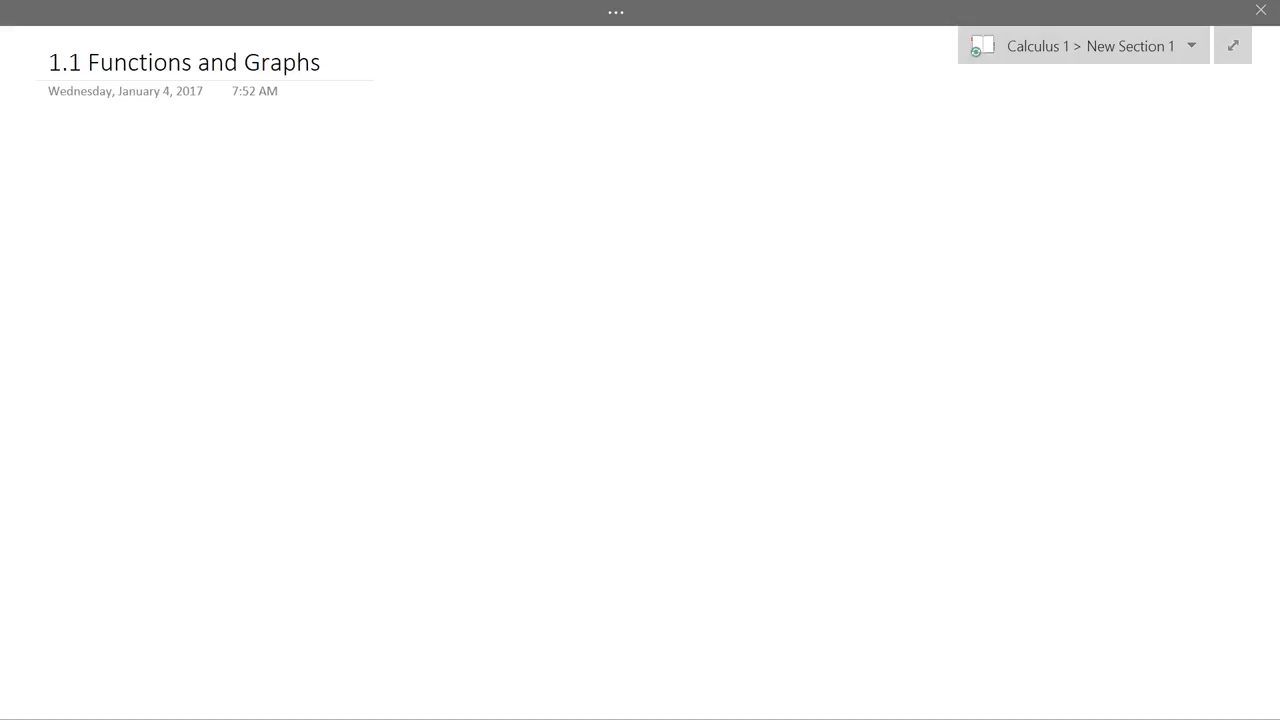 1.1 Functions and Graphs
Wednesday, January 4, 2017 7:52 AM
Calculus 1 > New Section 1